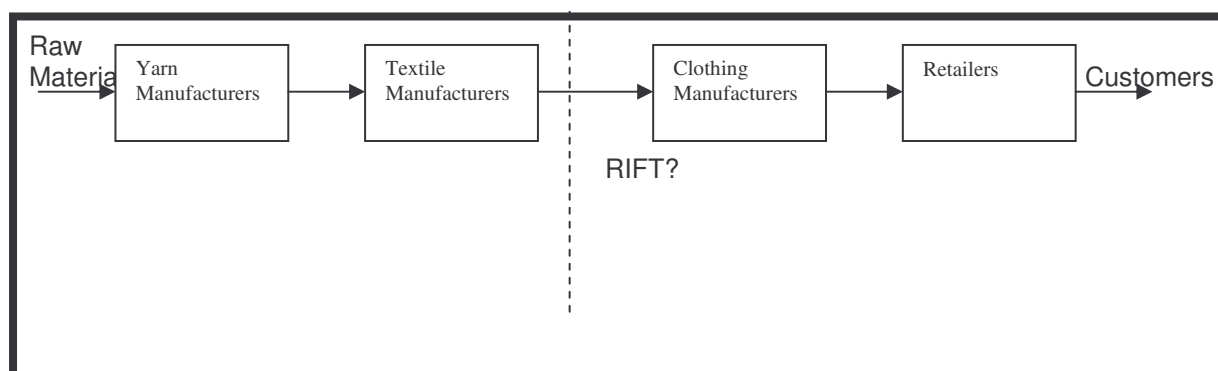 Raw
Materia
Yarn
Manufacturers
Textile
Manufacturers
Clothing
Manufacturers
Retailers
Customers
RIFT?